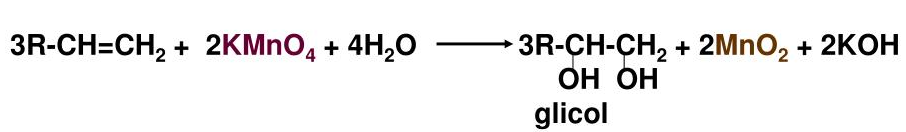 3R-CH=CH₂ + 2KMnO₄ + 4H₂O ⟶ 3R-CH-CH₂ + 2MnO₂ + 2KOH
OH OH
glicol